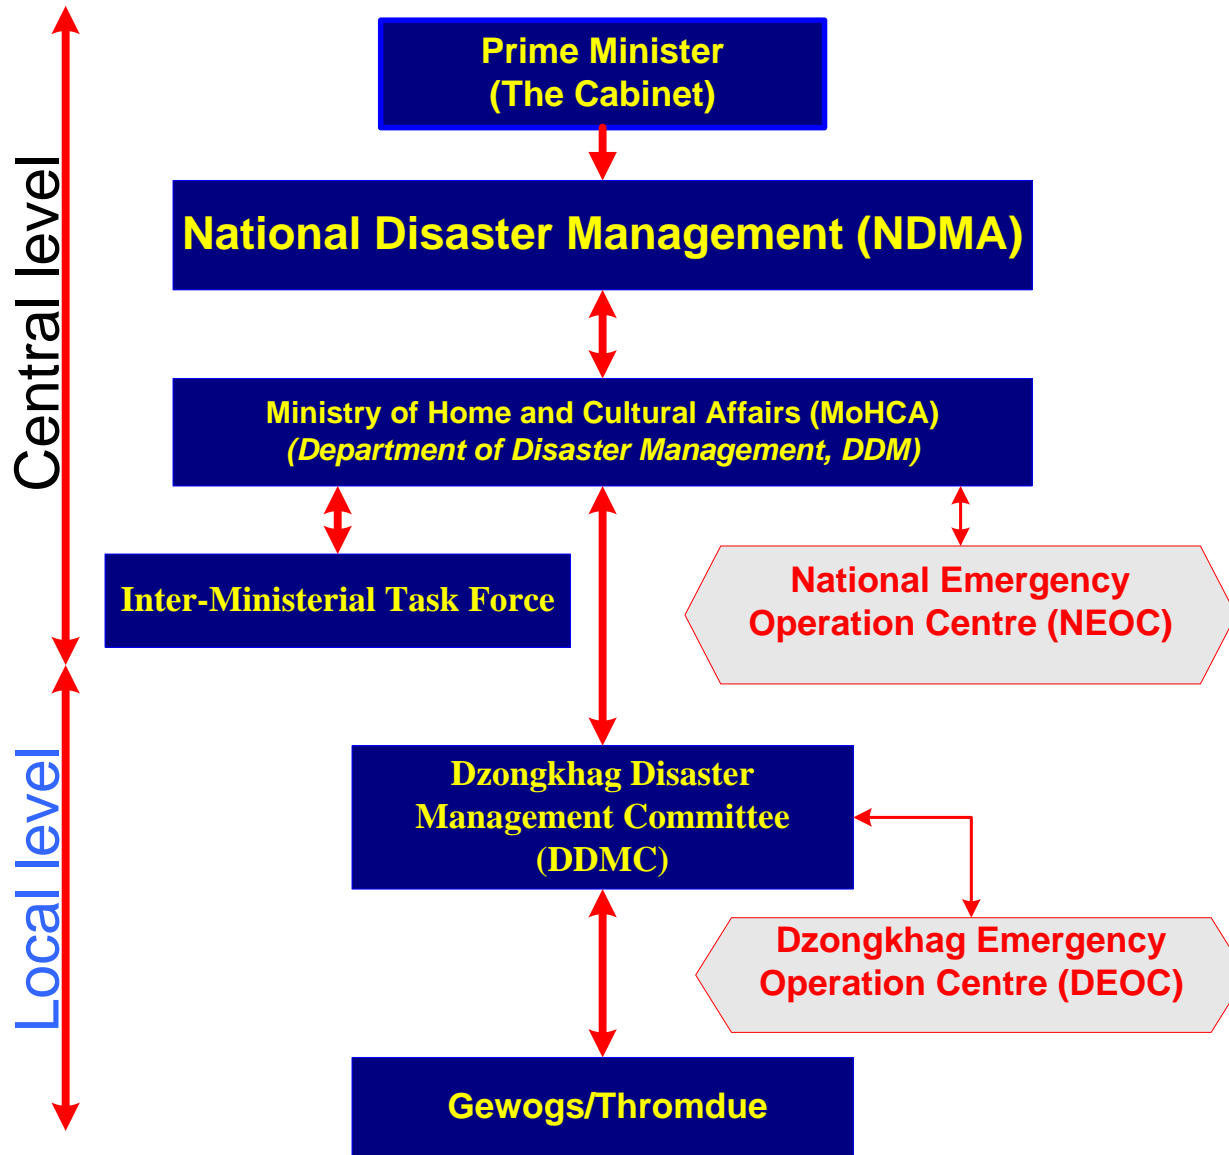 Prime Minister
(The Cabinet)
National Disaster Management (NDMA)
Central level
Ministry of Home and Cultural Affairs (MoHCA)
(Department of Disaster Management, DDM)
Inter-Ministerial Task Force
National Emergency
Operation Centre (NEOC)
Local level
Dzongkhag Disaster
Management Committee
(DDMC)
Dzongkhag Emergency
Operation Centre (DEOC)
Gewogs/Thromdue